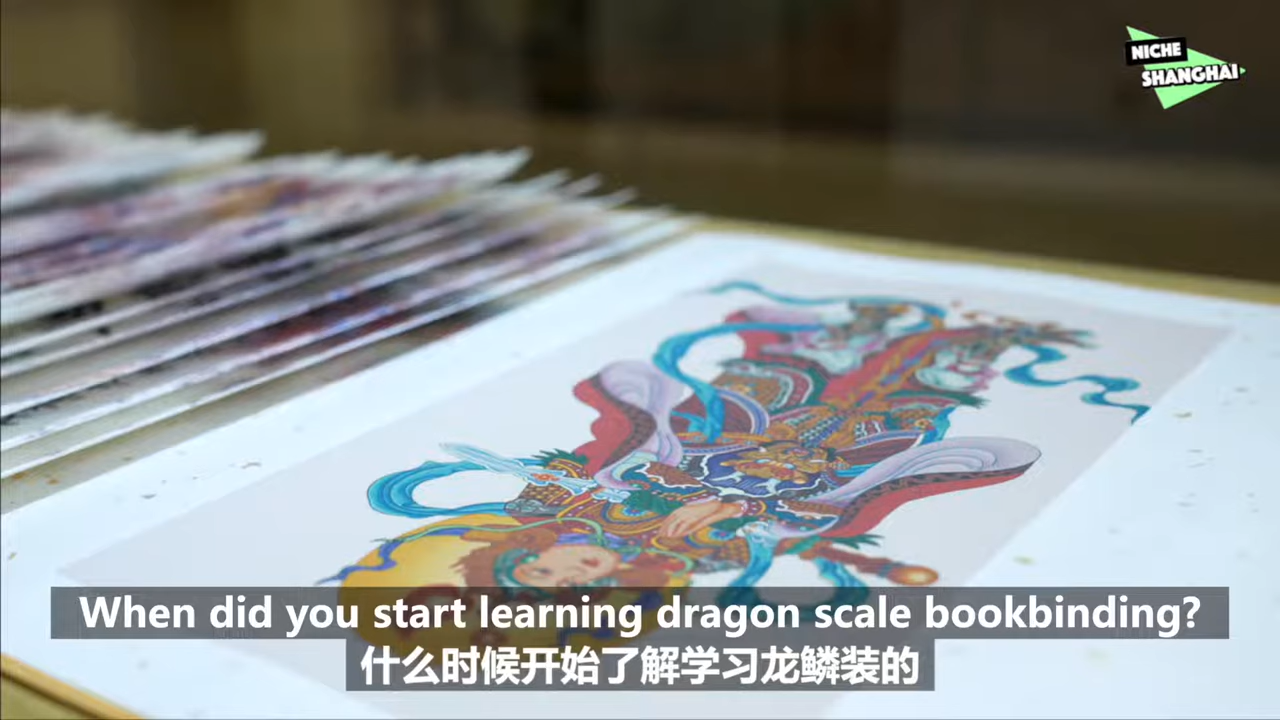 NICHE
SHANGHAI
When did you start learning dragon scale bookbinding?
什么时候开始了解学习龙鳞装的